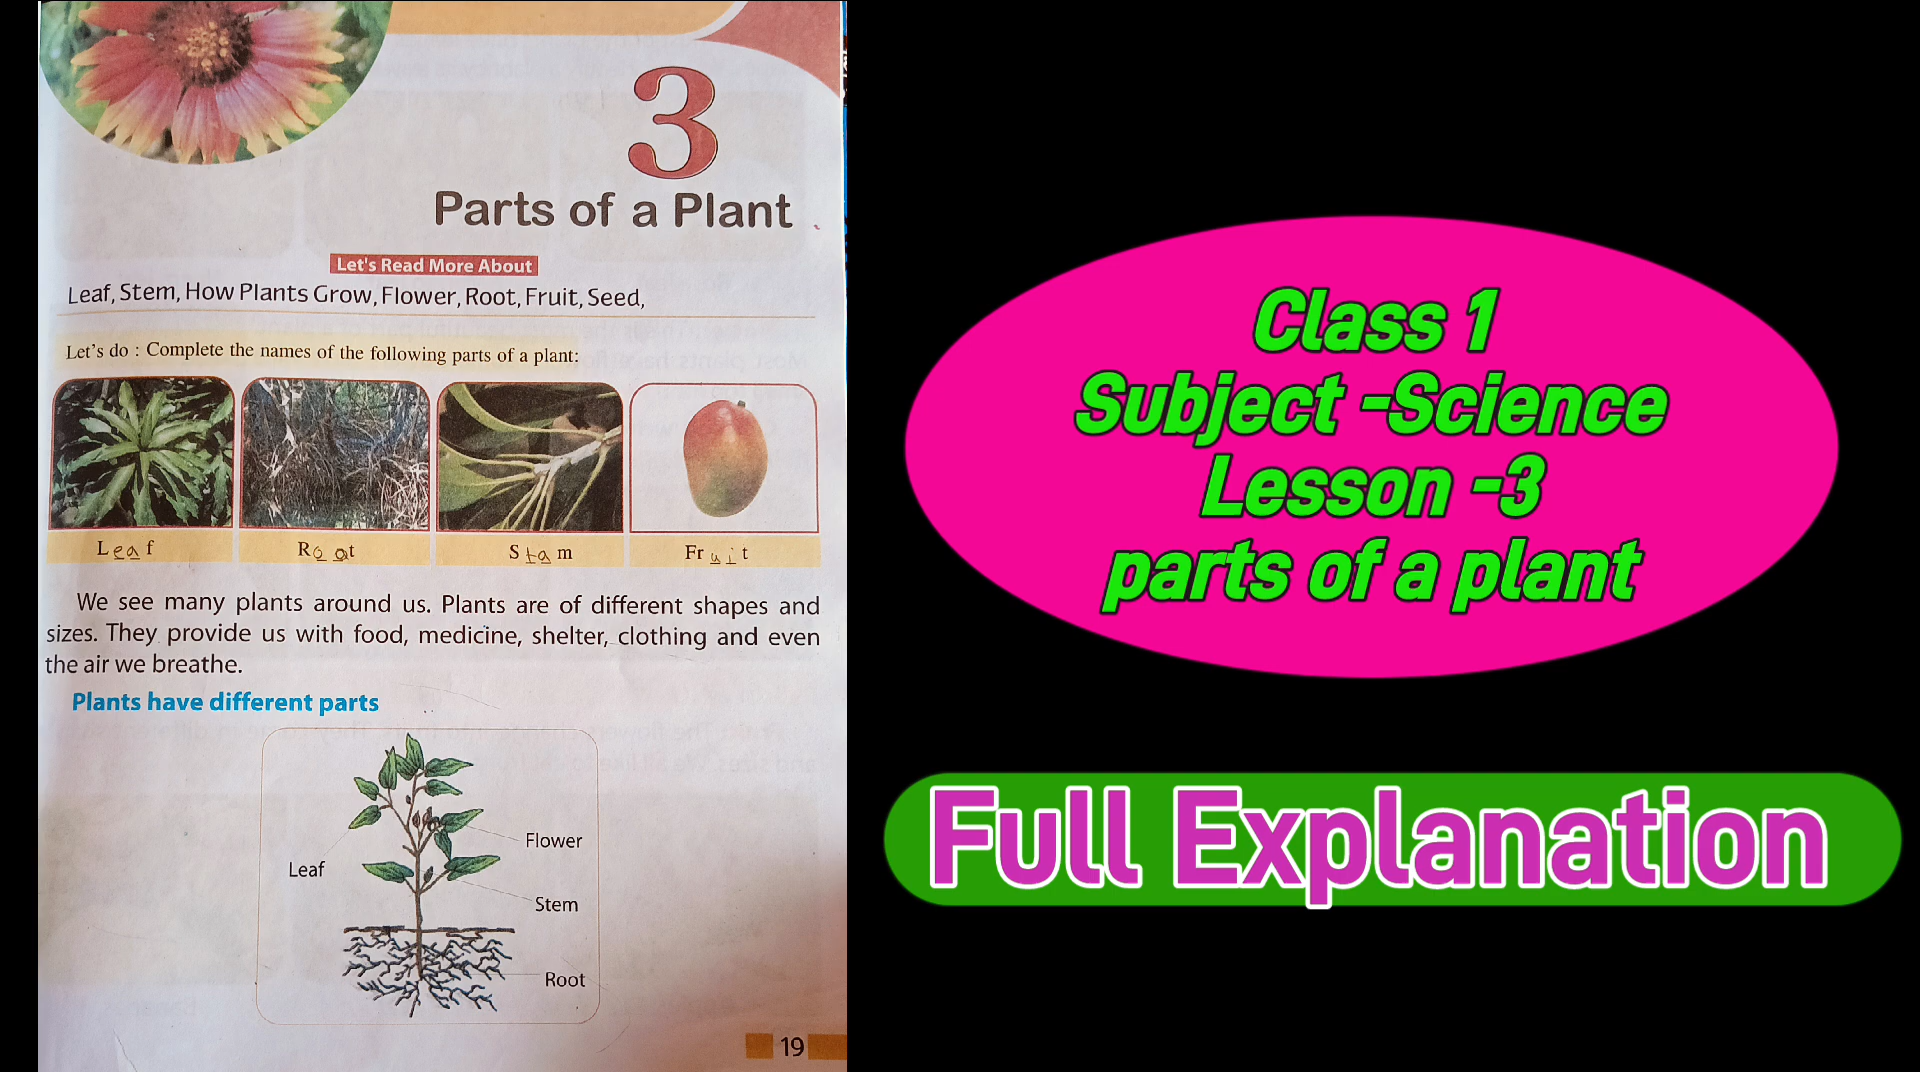 3
Parts of a Plant
Let's Read More About
Leaf, Stem, How Plants Grow, Flower, Root, Fruit, Seed,
Let's do : Complete the names of the following parts of a plant:
Leaf Root Stam Fruit
We see many plants around us. Plants are of different shapes and
sizes. They provide us with food, medicine, shelter, clothing and even
the air we breathe.
Plants have different parts
Flower
Leaf
Stem
Root
19
Class 1
Subject -Science
Lesson -3
parts of a plant
Full Explanation